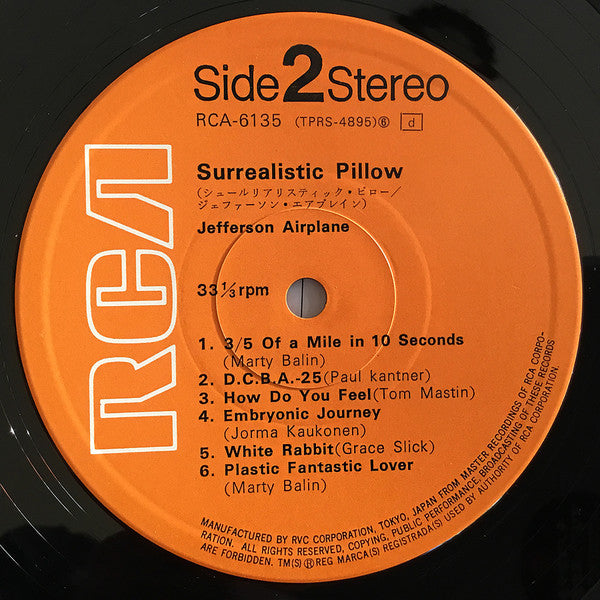 RCA
Side 2 Stereo
RCA-6135 (TPRS-4895)⑥ d
Surrealistic Pillow
(シュールリアリスティック・ピロー/
ジェファーソン・エアプレイン)
Jefferson Airplane
33 1/3 rpm
1. 3/5 Of a Mile in 10 Seconds
(Marty Balin)
2. D.C.B.A.-25(Paul kantner)
3. How Do You Feel(Tom Mastin)
4. Embryonic Journey
(Jorma Kaukonen)
5. White Rabbit(Grace Slick)
6. Plastic Fantastic Lover
(Marty Balin)
MANUFACTURED BY RVC CORPORATION, TOKYO, JAPAN FROM MASTER RECORDINGS OF RCA CORPO-
RATION. ALL RIGHTS RESERVED, COPYING, PUBLIC PERFORMANCE, BROADCASTING OF THESE RECORDS
ARE FORBIDDEN. TM(S) ® REG MARCA(S) REGISTRADA(S) USED BY AUTHORITY OF RCA CORPORATION.